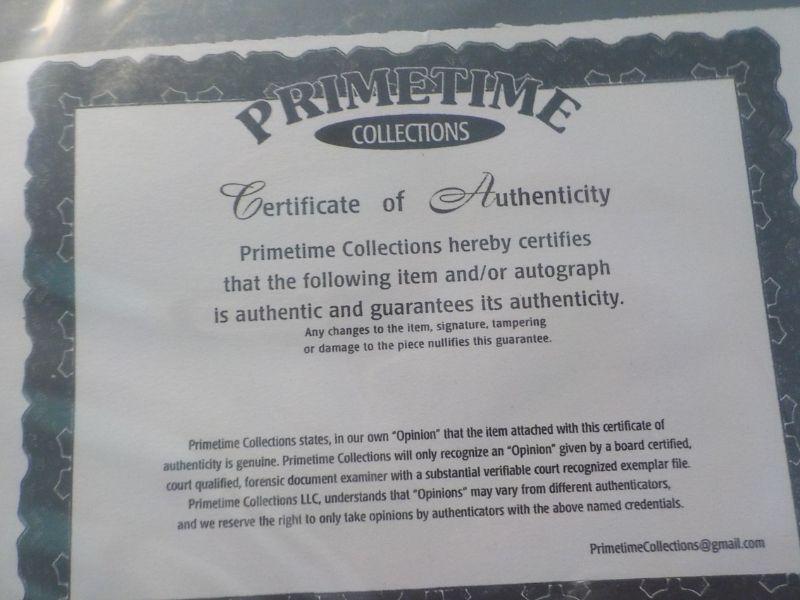 PRIMETIME
COLLECTIONS
Certificate of Authenticity
Primetime Collections hereby certifies
that the following item and/or autograph
is authentic and guarantees its authenticity.
Any changes to the item, signature, tampering
or damage to the piece nullifies this guarantee.
Primetime Collections states, in our own "Opinion" that the item attached with this certificate of
authenticity is genuine. Primetime Collections will only recognize an "Opinion" given by a board certified,
court qualified, forensic document examiner with a substantial verifiable court recognized exemplar file.
Primetime Collections LLC, understands that "Opinions" may vary from different authenticators,
and we reserve the right to only take opinions by authenticators with the above named credentials.
PrimetimeCollections@gmail.com